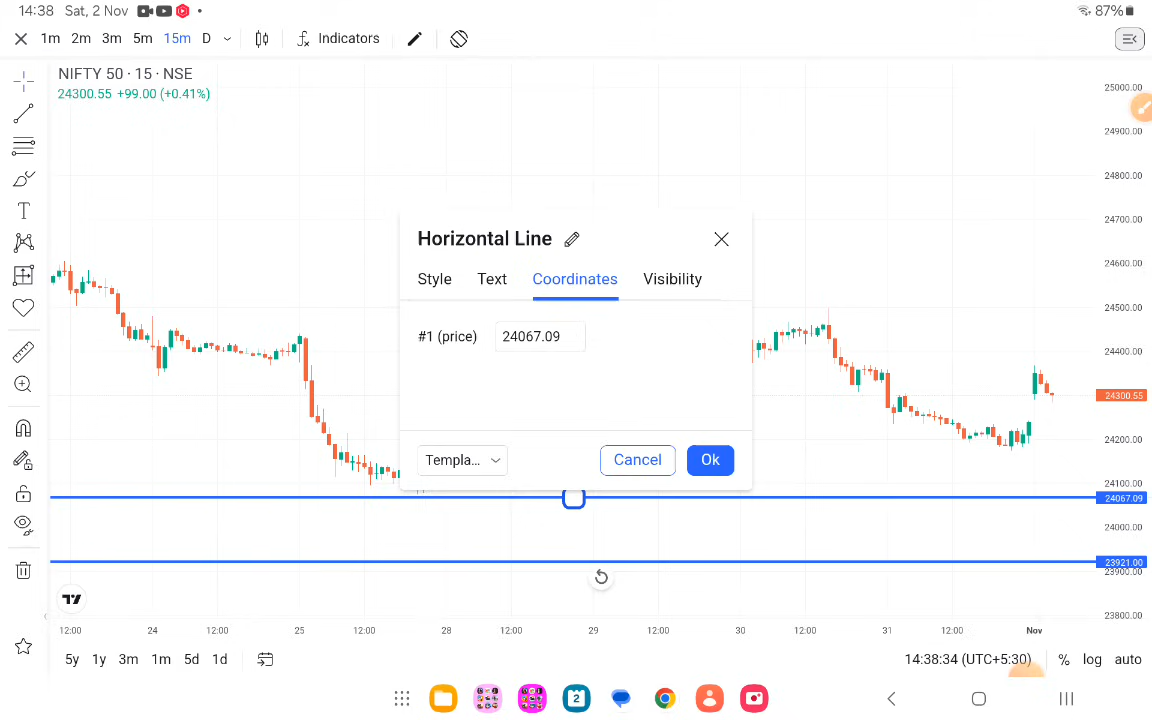 14:38 Sat, 2 Nov
87%
1m 2m 3m 5m 15m D Indicators
NIFTY 50 · 15 · NSE
24300.55 +99.00 (+0.41%)
25000.00
24900.00
24800.00
24700.00
24600.00
24500.00
24400.00
24300.55
24200.00
24100.00
24067.09
24000.00
23921.00
23900.00
23800.00
Horizontal Line
Style Text Coordinates Visibility
#1 (price) 24067.09
Templa... Cancel Ok
12:00 24 12:00 25 12:00 28 12:00 29 12:00 30 12:00 31 12:00 Nov
5y 1y 3m 1m 5d 1d 14:38:34 (UTC+5:30) % log auto
2